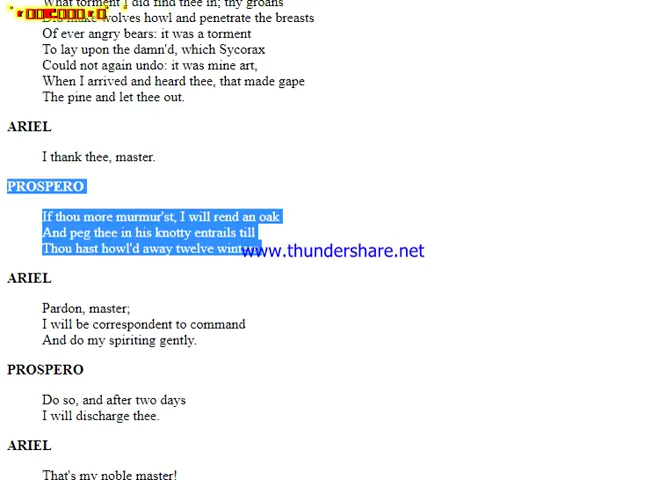 What torment I did find thee in; thy groans
Did make wolves howl and penetrate the breasts
Of ever angry bears: it was a torment
To lay upon the damn'd, which Sycorax
Could not again undo: it was mine art,
When I arrived and heard thee, that made gape
The pine and let thee out.
ARIEL
I thank thee, master.
PROSPERO
If thou more murmur'st, I will rend an oak
And peg thee in his knotty entrails till
Thou hast howl'd away twelve
www.thundershare.net
ARIEL
Pardon, master;
I will be correspondent to command
And do my spiriting gently.
PROSPERO
Do so, and after two days
I will discharge thee.
ARIEL
That's my noble master!